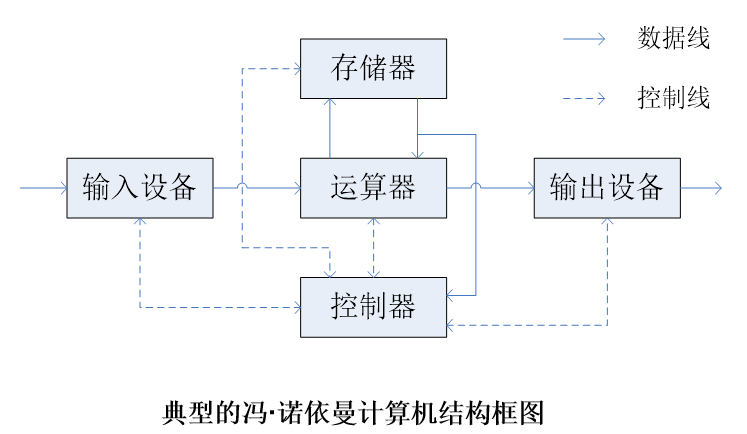 存储器
数据线
控制线
输入设备
运算器
输出设备
控制器
典型的冯·诺依曼计算机结构框图